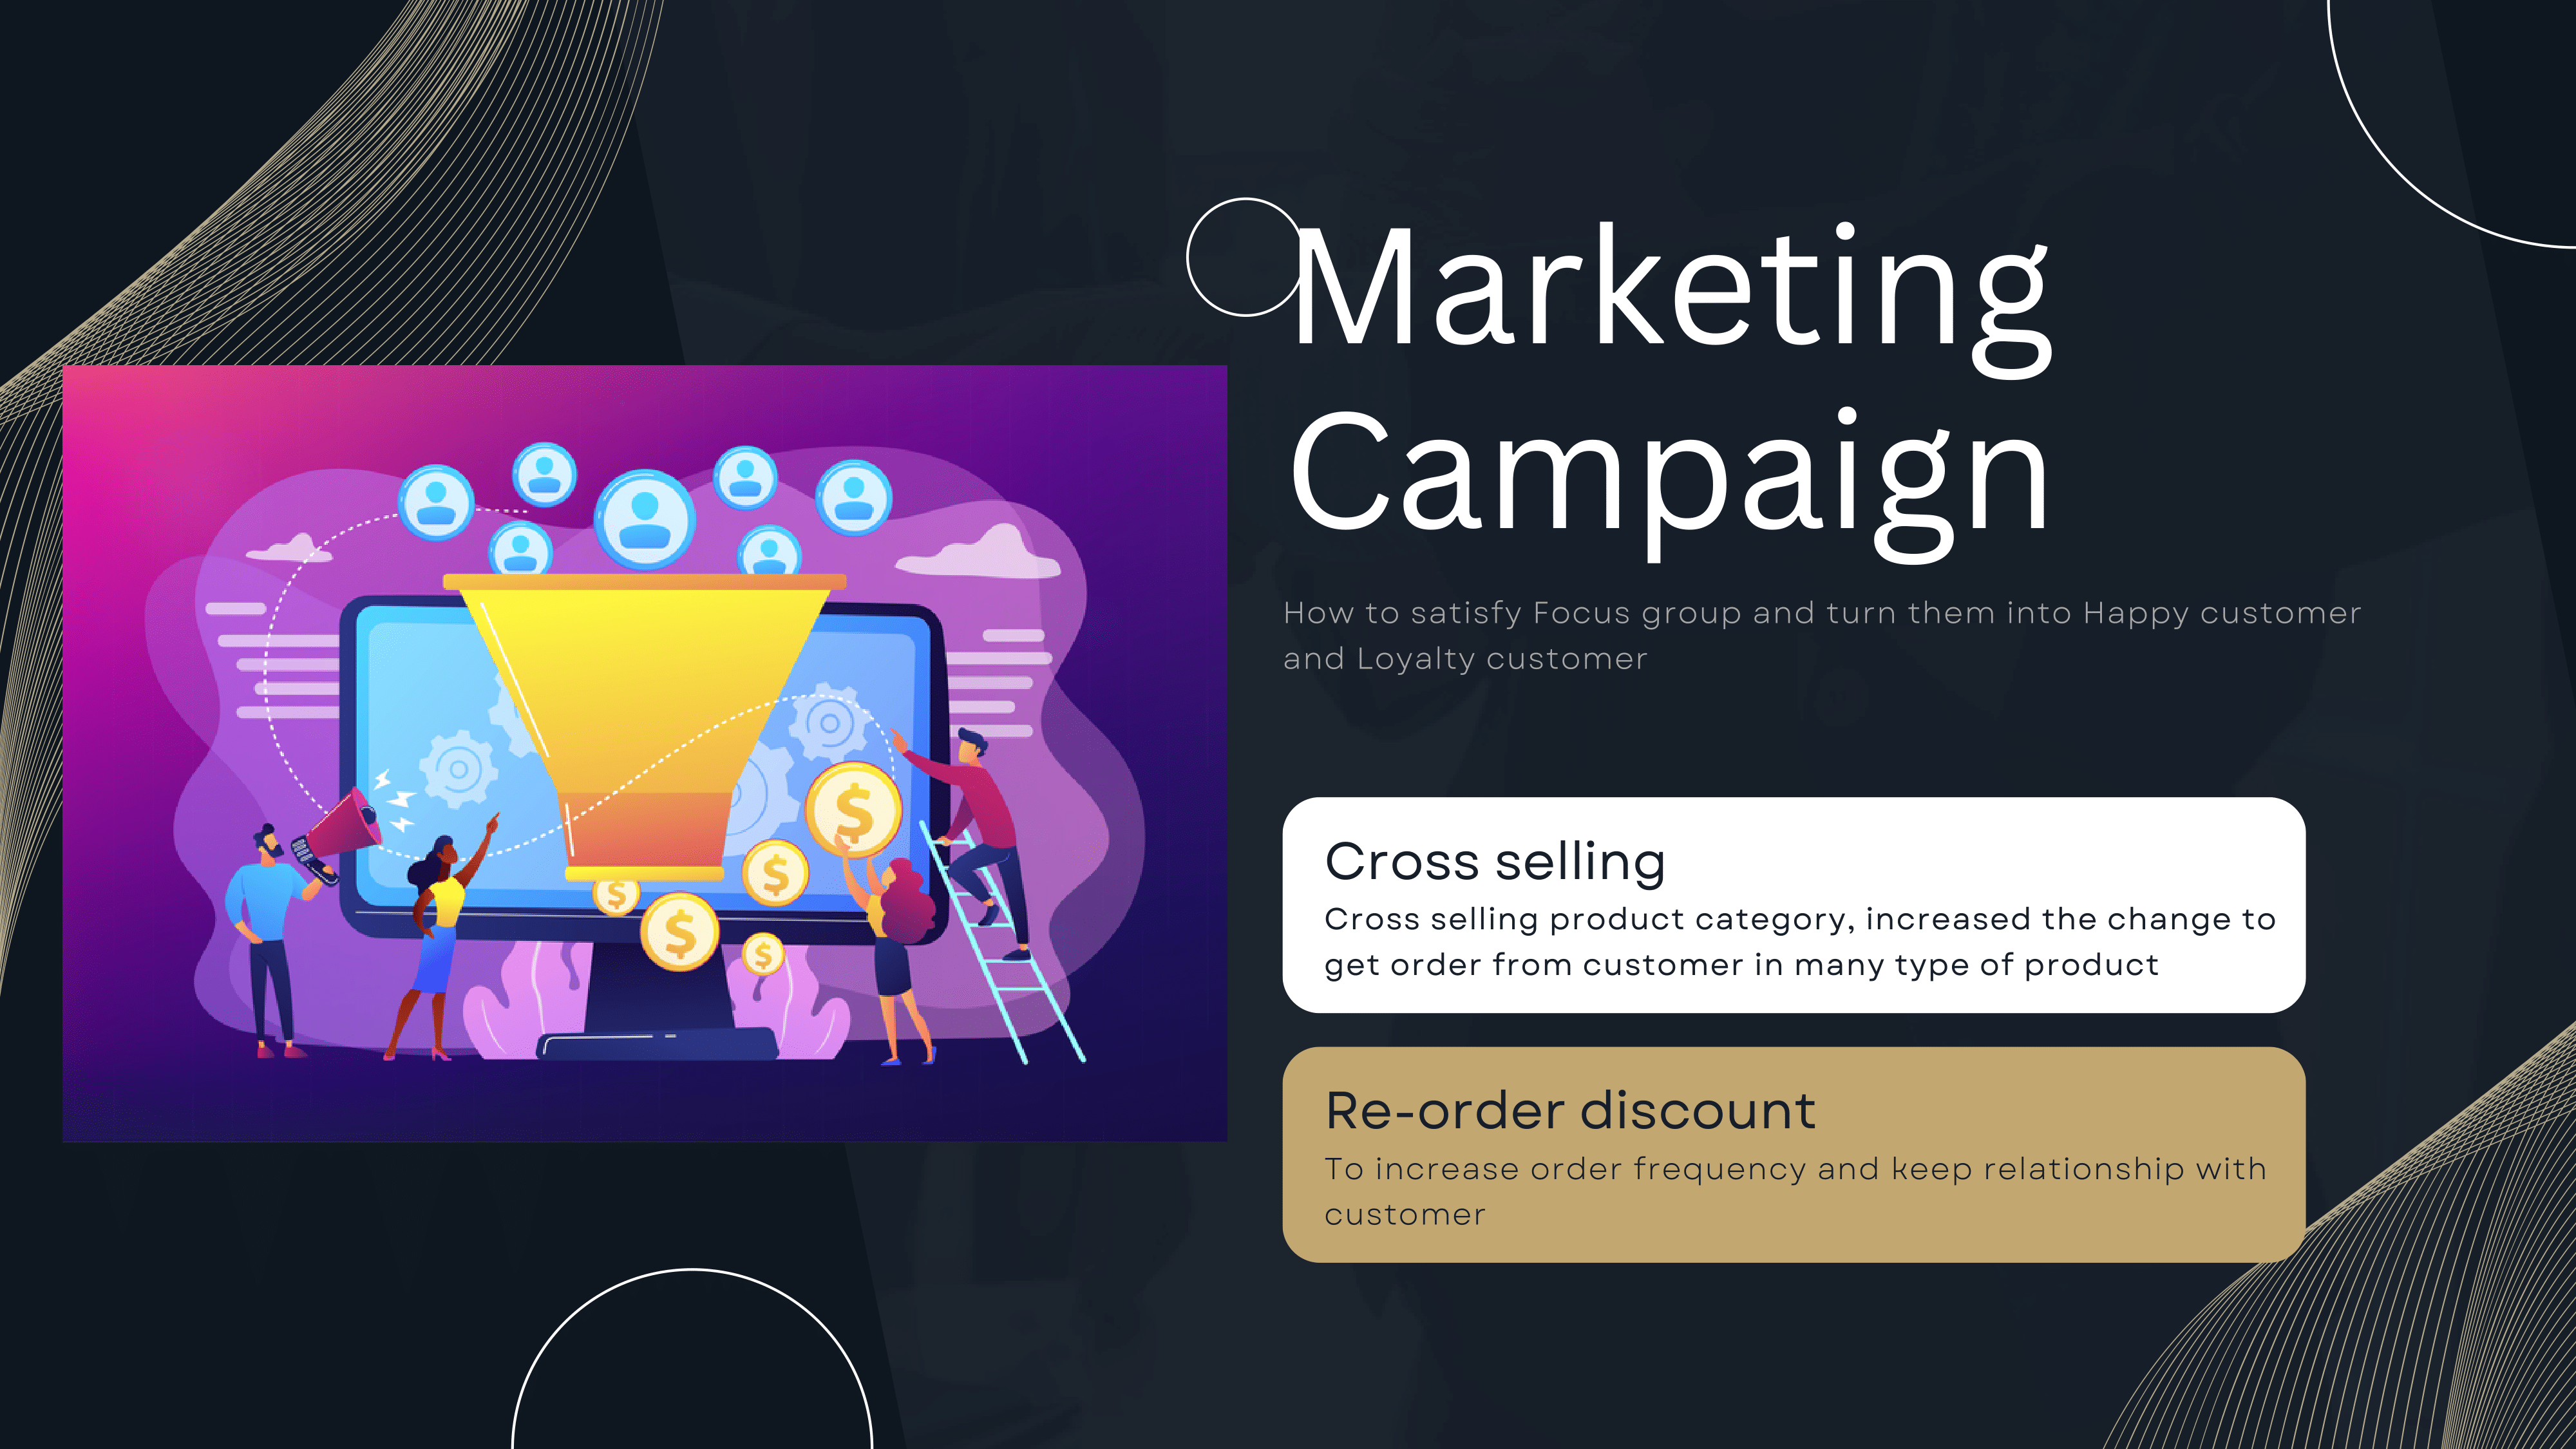 Marketing
Campaign
How to satisfy Focus group and turn them into Happy customer
and Loyalty customer
Cross selling
Cross selling product category, increased the change to
get order from customer in many type of product
Re-order discount
To increase order frequency and keep relationship with
customer